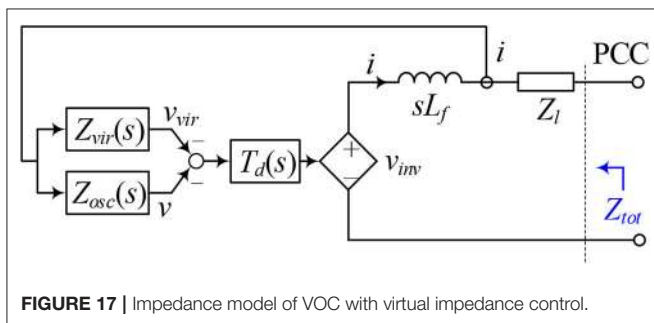 i
i
PCC
sL_f
Z_l
Z_vir(s)
v_vir
−
T_d(s)
+
−
v_inv
Z_osc(s)
−
v
Z_tot
FIGURE 17 | Impedance model of VOC with virtual impedance control.